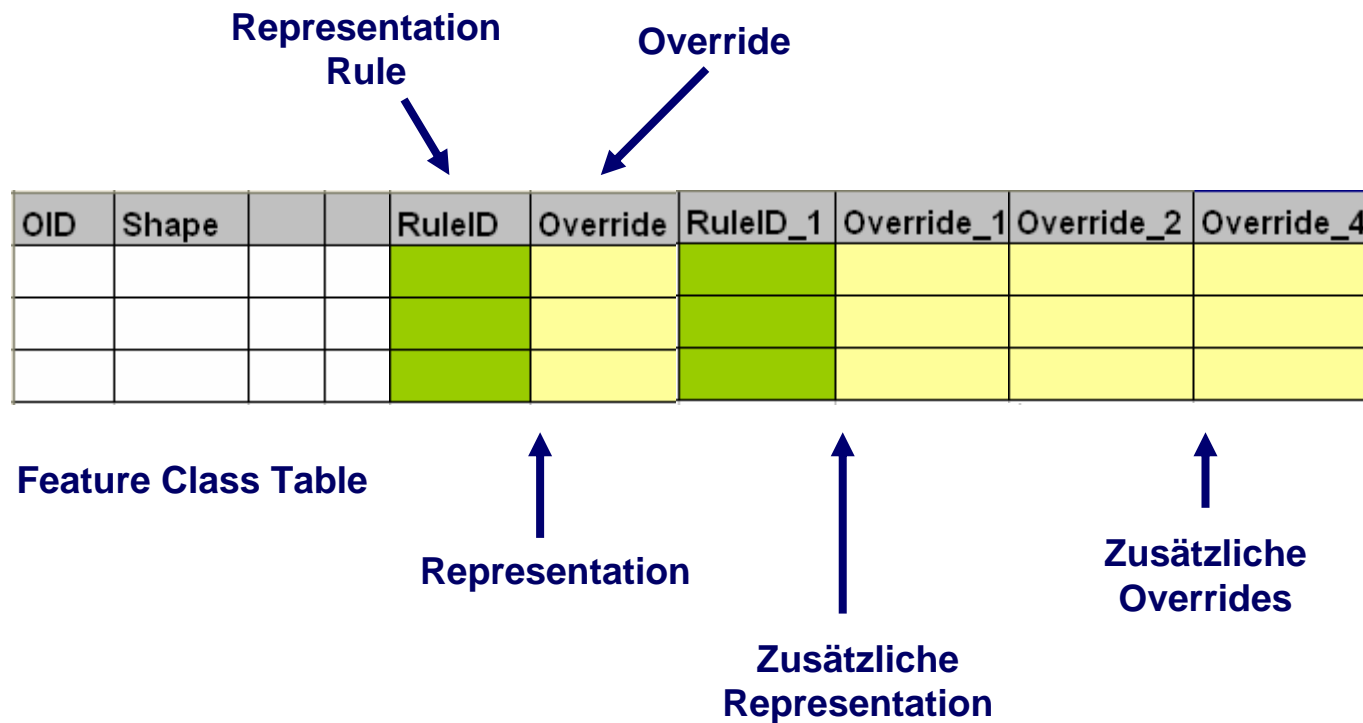 Representation
Rule
Override
OID Shape RuleID Override RuleID_1 Override_1 Override_2 Override_4
Feature Class Table
Representation
Zusätzliche
Representation
Zusätzliche
Overrides